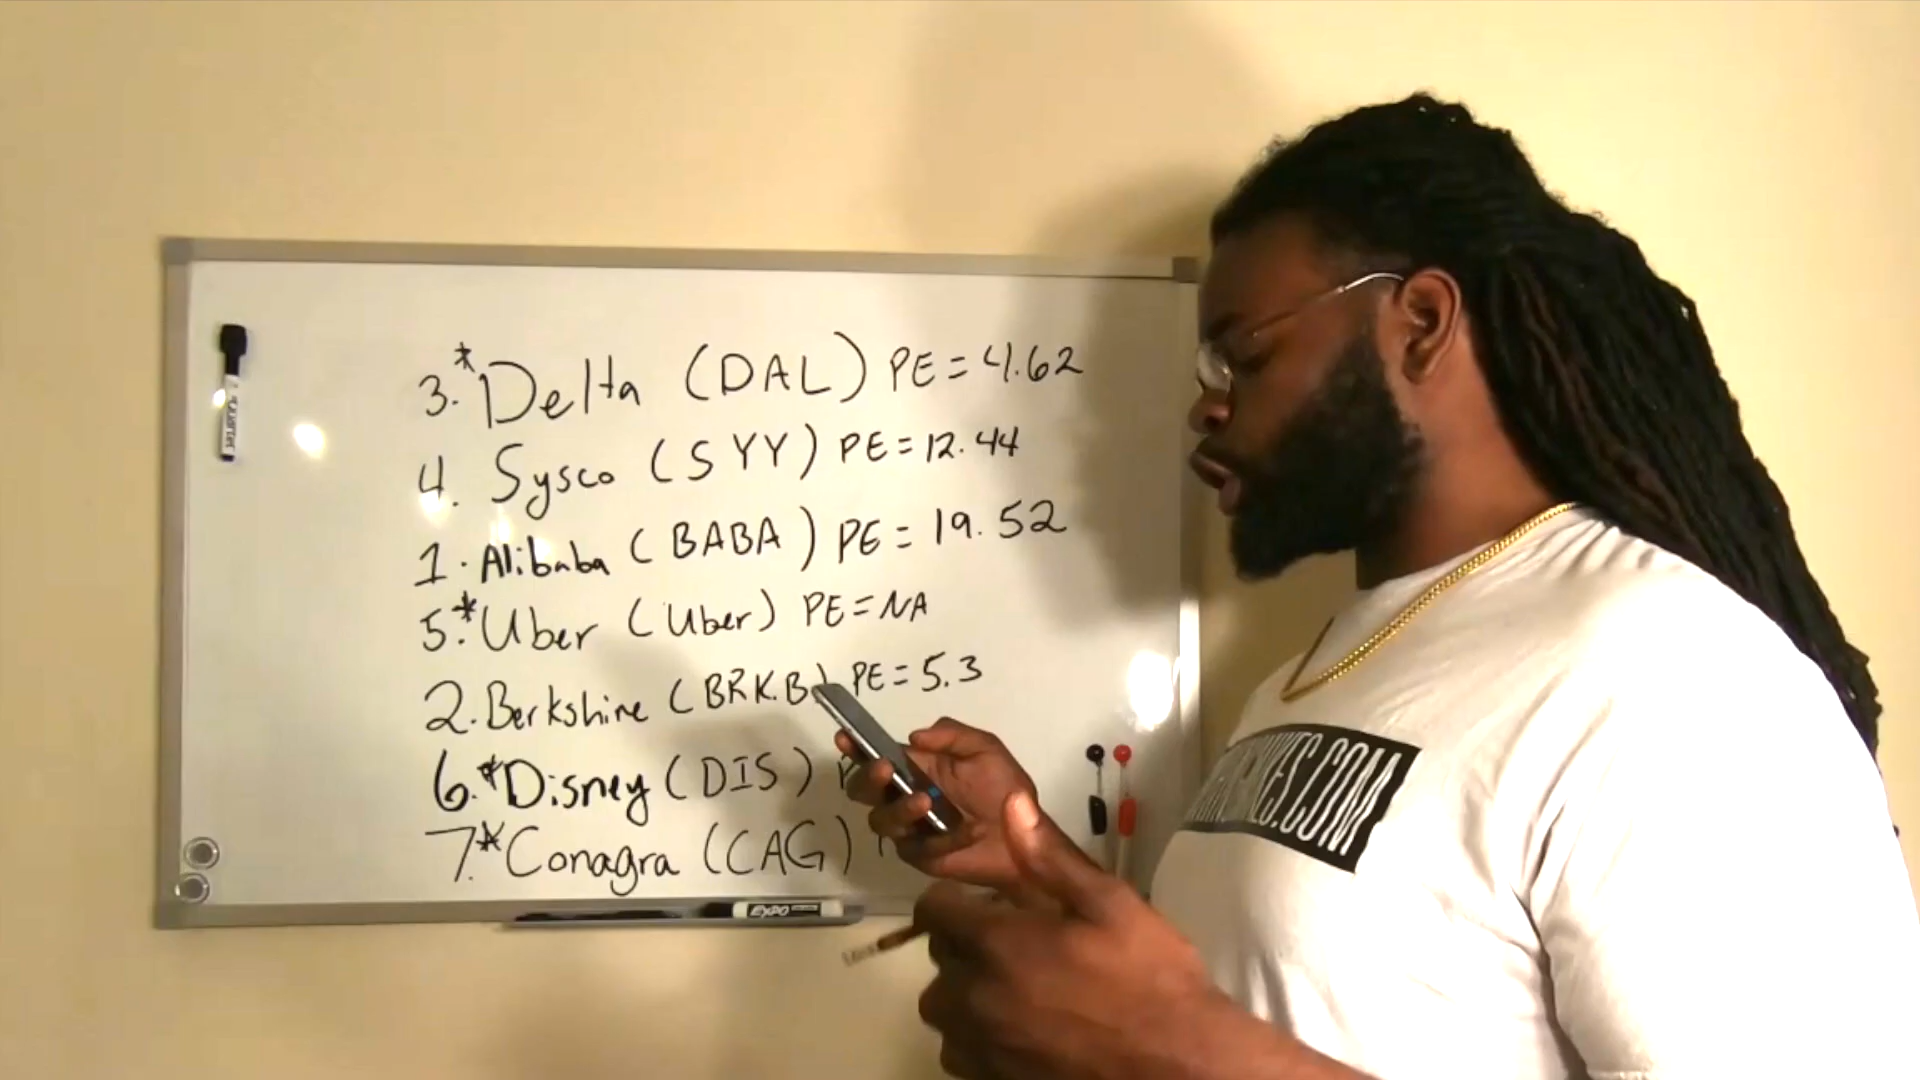 3.*Delta (DAL) PE=4.62
4. Sysco (SYY) PE=12.44
1. Alibaba (BABA) PE=19.52
5.*Uber (Uber) PE=NA
2. Berkshire (BRK.B) PE=5.3
6.*Disney (DIS)
7.*Conagra (CAG)
EXPO